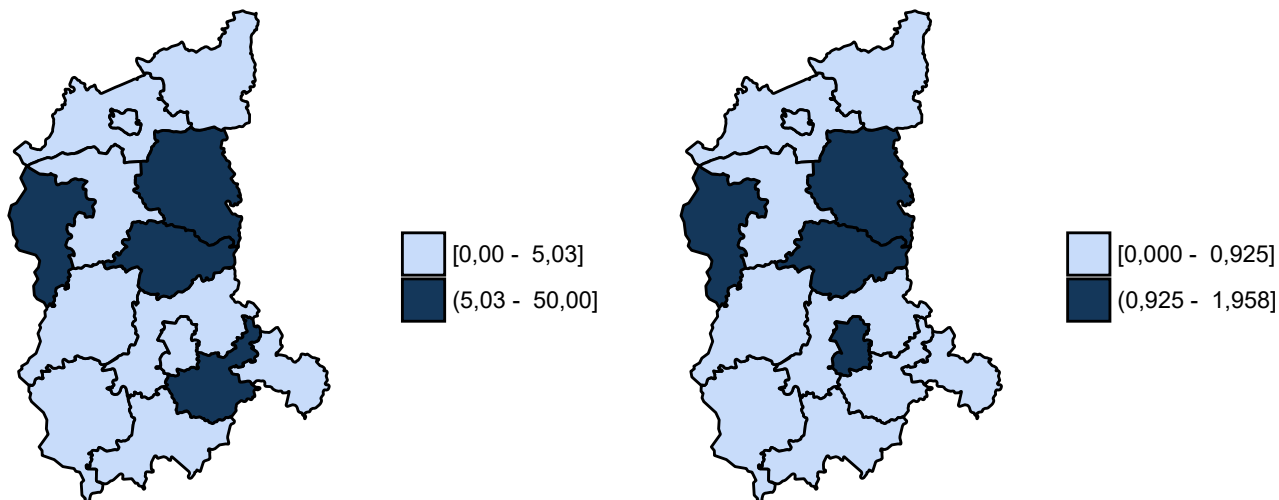 [0,00 -  5,03]
(5,03 -  50,00]
[0,000 -  0,925]
(0,925 -  1,958]